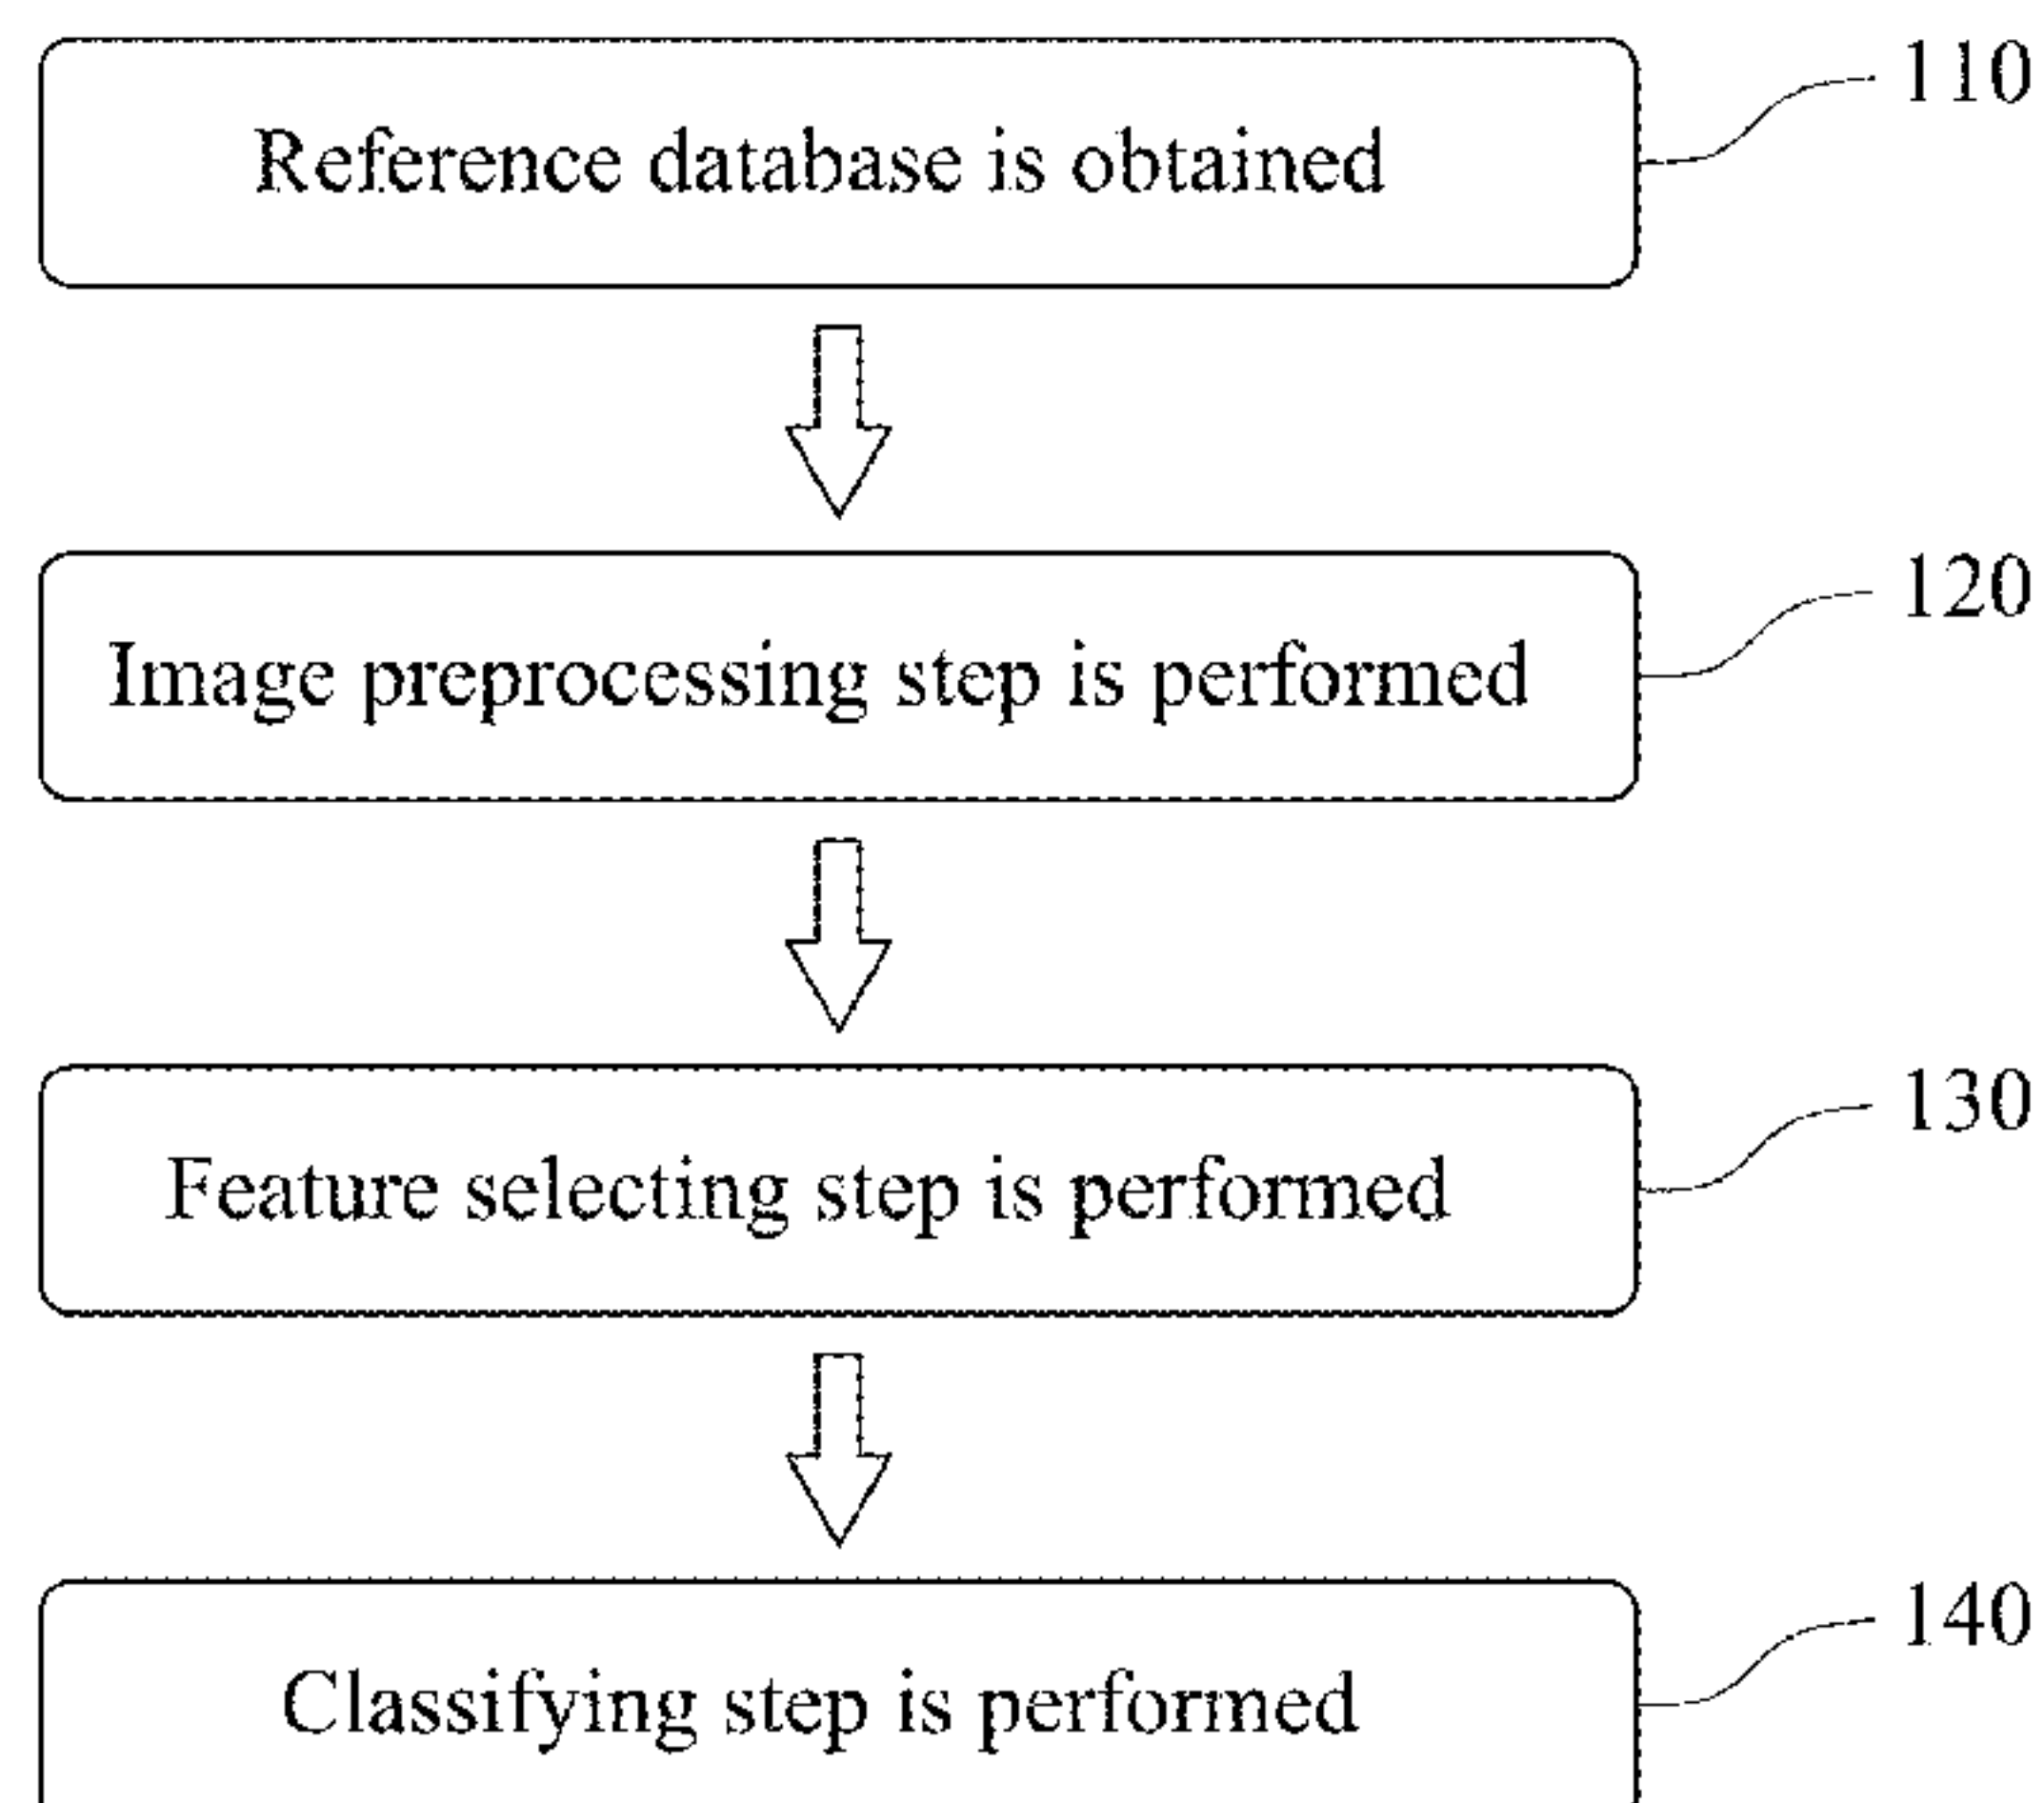 Reference database is obtained
110
Image preprocessing step is performed
120
Feature selecting step is performed
130
Classifying step is performed
140